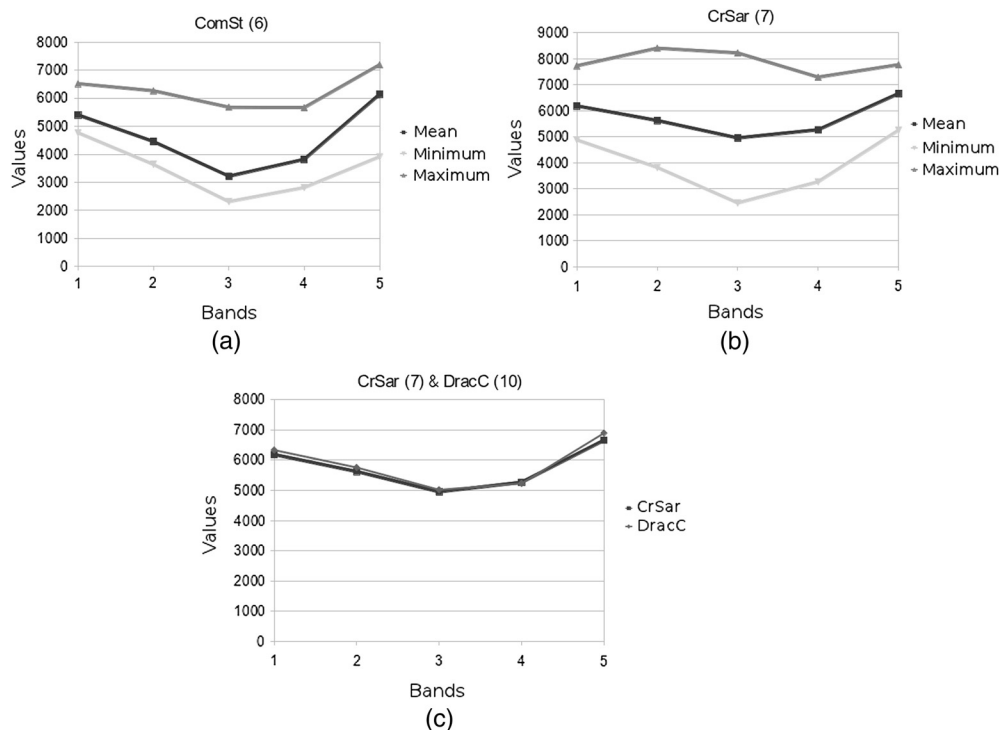 ComSt (6)
8000
7000
6000
5000
4000
3000
2000
1000
0
Values
1 2 3 4 5
Bands
Mean
Minimum
Maximum
(a)
CrSar (7)
9000
8000
7000
6000
5000
4000
3000
2000
1000
0
Values
1 2 3 4 5
Bands
Mean
Minimum
Maximum
(b)
CrSar (7) & DracC (10)
8000
7000
6000
5000
4000
3000
2000
1000
0
Values
1 2 3 4 5
Bands
CrSar
DracC
(c)